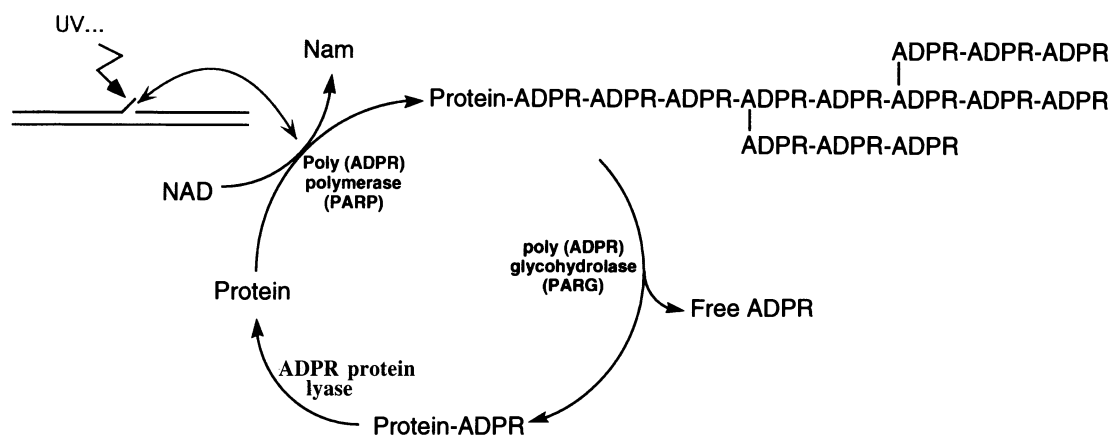 UV...
Nam
ADPR-ADPR-ADPR
Protein-ADPR-ADPR-ADPR-ADPR-ADPR-ADPR-ADPR-ADPR
ADPR-ADPR-ADPR
NAD
Poly (ADPR)
polymerase
(PARP)
poly (ADPR)
glycohydrolase
(PARG)
Protein
Free ADPR
ADPR protein
lyase
Protein-ADPR